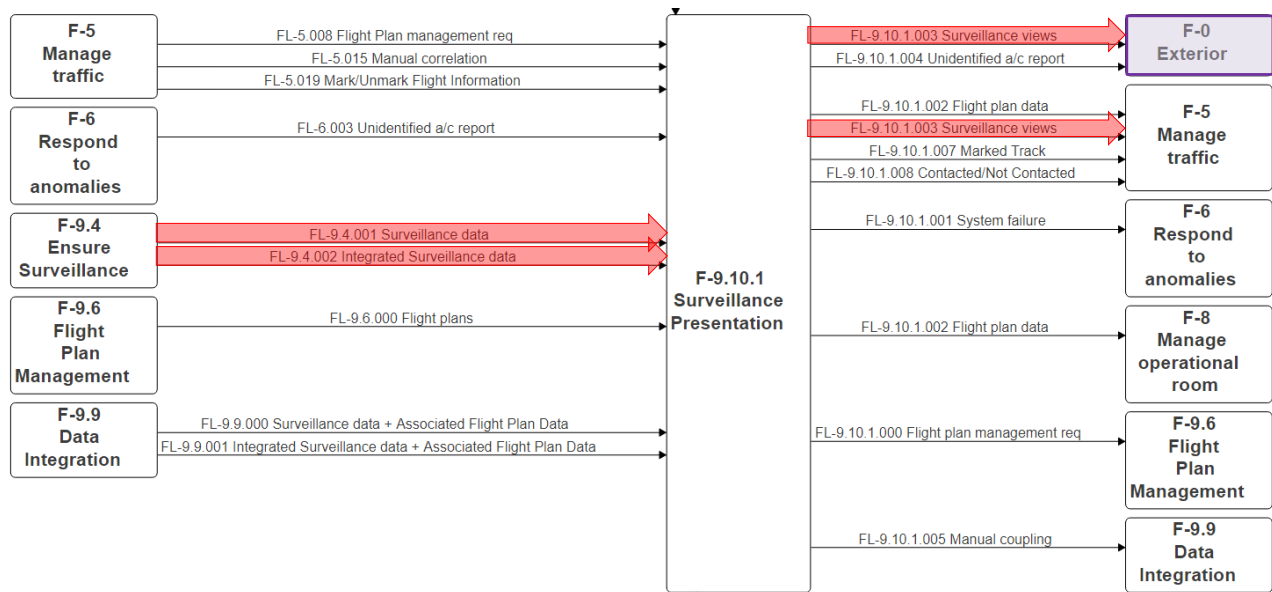 F-5
Manage
traffic
FL-5.008 Flight Plan management req
FL-5.015 Manual correlation
FL-5.019 Mark/Unmark Flight Information
F-6
Respond
to
anomalies
FL-6.003 Unidentified a/c report
F-9.4
Ensure
Surveillance
FL-9.4.001 Surveillance data
FL-9.4.002 Integrated Surveillance data
F-9.6
Flight
Plan
Management
FL-9.6.000 Flight plans
F-9.9
Data
Integration
FL-9.9.000 Surveillance data + Associated Flight Plan Data
FL-9.9.001 Integrated Surveillance data + Associated Flight Plan Data
F-9.10.1
Surveillance
Presentation
FL-9.10.1.003 Surveillance views
FL-9.10.1.004 Unidentified a/c report
F-0
Exterior
FL-9.10.1.002 Flight plan data
FL-9.10.1.003 Surveillance views
FL-9.10.1.007 Marked Track
FL-9.10.1.008 Contacted/Not Contacted
F-5
Manage
traffic
FL-9.10.1.001 System failure
F-6
Respond
to
anomalies
FL-9.10.1.002 Flight plan data
F-8
Manage
operational
room
FL-9.10.1.000 Flight plan management req
F-9.6
Flight
Plan
Management
FL-9.10.1.005 Manual coupling
F-9.9
Data
Integration